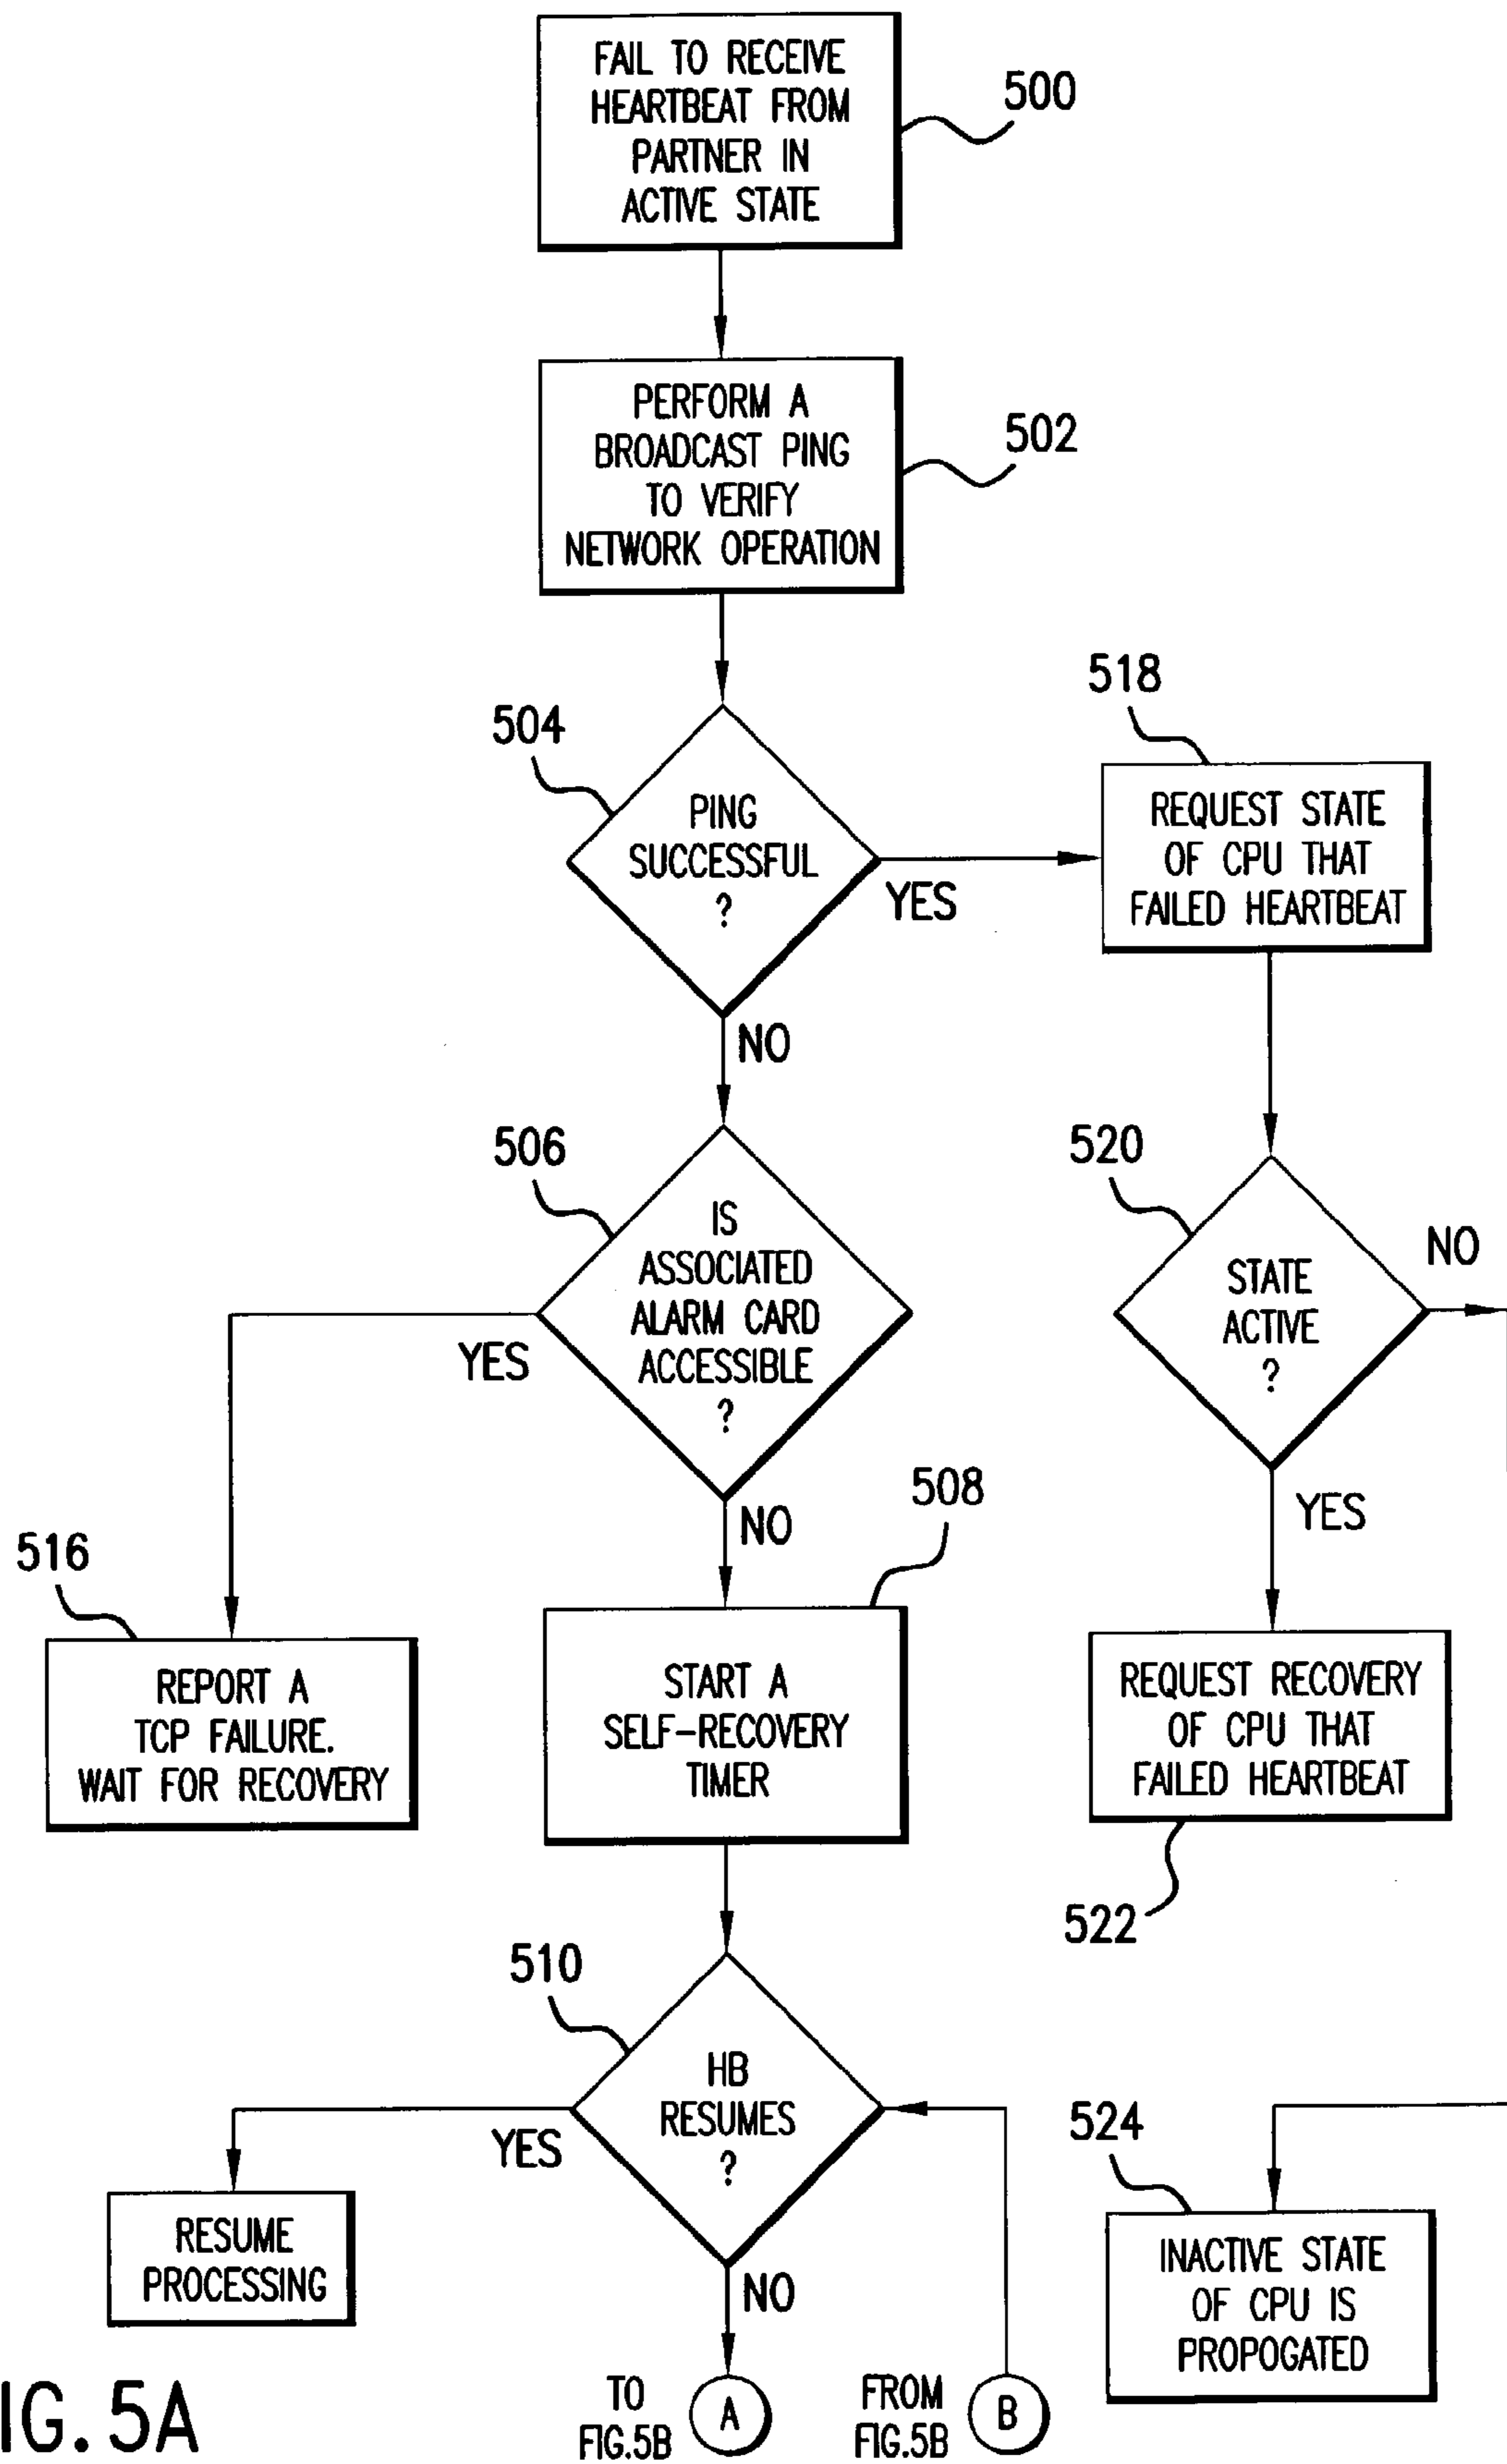 FAIL TO RECEIVE
HEARTBEAT FROM
PARTNER IN
ACTIVE STATE
500
PERFORM A
BROADCAST PING
TO VERIFY
NETWORK OPERATION
502
504
PING
SUCCESSFUL
?
YES
NO
518
REQUEST STATE
OF CPU THAT
FAILED HEARTBEAT
506
IS
ASSOCIATED
ALARM CARD
ACCESSIBLE
?
YES
NO
520
STATE
ACTIVE
?
NO
YES
516
REPORT A
TCP FAILURE.
WAIT FOR RECOVERY
508
START A
SELF-RECOVERY
TIMER
REQUEST RECOVERY
OF CPU THAT
FAILED HEARTBEAT
522
510
HB
RESUMES
?
YES
NO
RESUME
PROCESSING
524
INACTIVE STATE
OF CPU IS
PROPOGATED
TO
FIG.5B
A
FROM
FIG.5B
B
IG. 5A